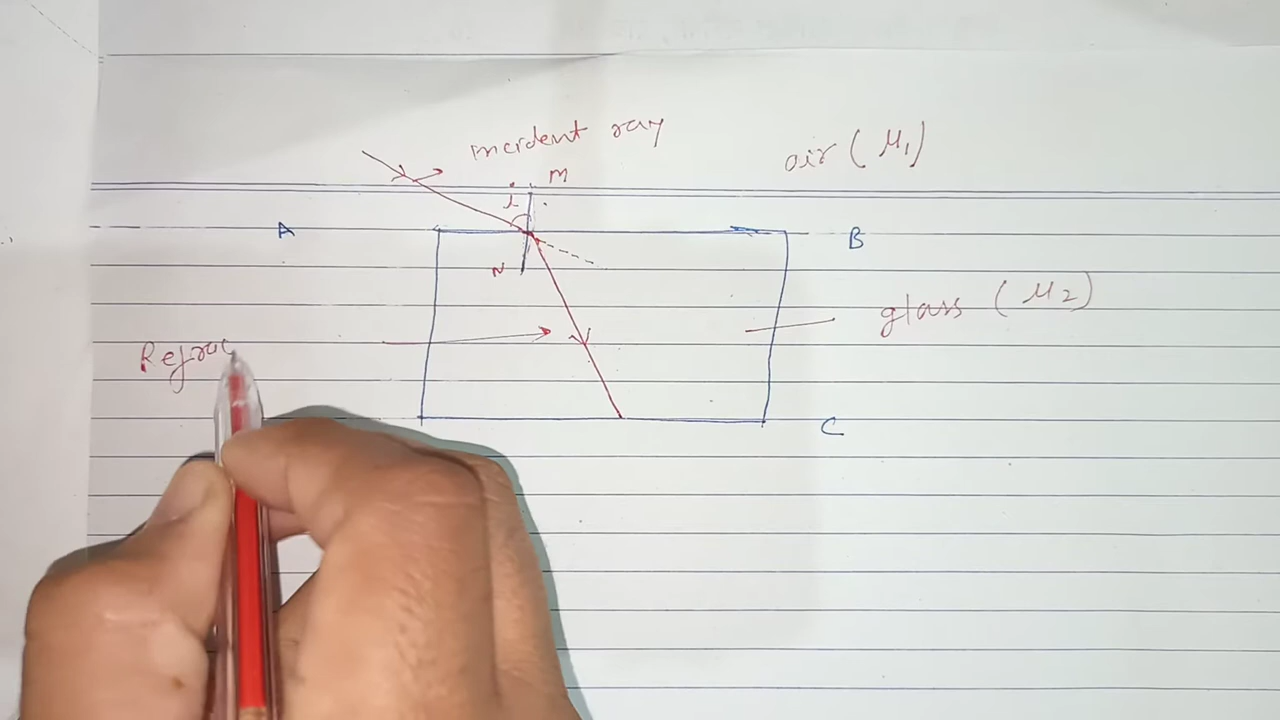 incident ray
air (μ1)
M
i
A
B
N
glass (μ2)
Refrac
C